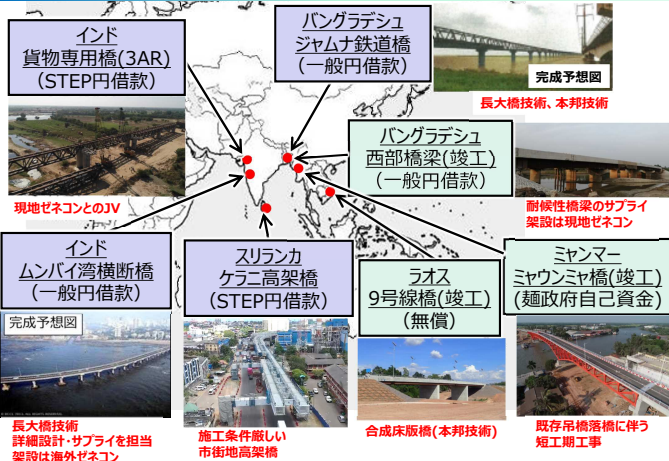 インド
貨物専用橋(3AR)
（STEP円借款）
バングラデシュ
ジャムナ鉄道橋
（一般円借款）
完成予想図
長大橋技術、本邦技術
現地ゼネコンとのJV
バングラデシュ
西部橋梁(竣工)
（一般円借款）
耐候性橋梁のサプライ
架設は現地ゼネコン
インド
ムンバイ湾横断橋
（一般円借款）
スリランカ
ケラニ高架橋
（STEP円借款）
ラオス
9号線橋(竣工)
（無償）
ミャンマー
ミャウンミャ橋(竣工)
（麺政府自己資金）
完成予想図
長大橋技術
詳細設計・サプライを担当
架設は海外ゼネコン
施工条件厳しい
市街地高架橋
合成床版橋(本邦技術)
既存吊橋落橋に伴う
短工期工事